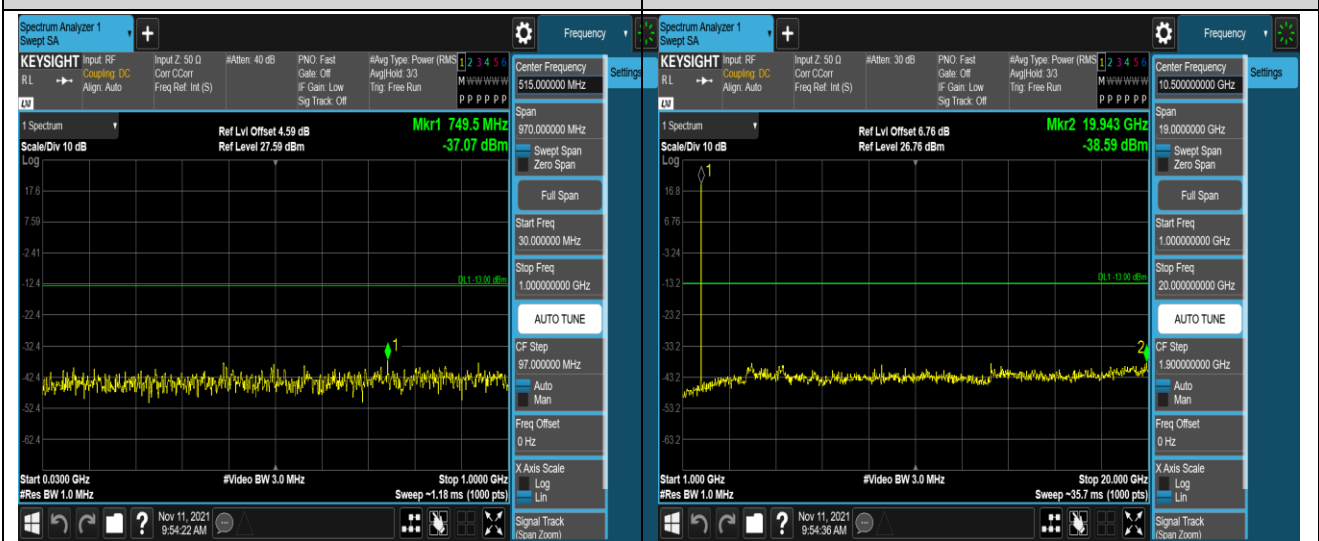 Spectrum Analyzer 1
Swept SA
+
Frequency
KEYSIGHT
RL
LXI
Input: RF
Coupling: DC
Align: Auto
Input Z: 50 Ω
Corr CCorr
Freq Ref: Int (S)
#Atten: 40 dB
PNO: Fast
Gate: Off
IF Gain: Low
Sig Track: Off
#Avg Type: Power (RMS
Avg|Hold: 3/3
Trig: Free Run
1 2 3 4 5 6
M W W W W W
P P P P P P
Center Frequency
515.000000 MHz
Settings
1 Spectrum
Scale/Div 10 dB
Log
Ref Lvl Offset 4.59 dB
Ref Level 27.59 dBm
Mkr1 749.5 MHz
-37.07 dBm
17.6
7.59
-2.41
-12.4
-22.4
-32.4
-42.4
-52.4
-62.4
DL1 -13.00 dBm
1
Start 0.0300 GHz
#Res BW 1.0 MHz
#Video BW 3.0 MHz
Stop 1.0000 GHz
Sweep ~1.18 ms (1000 pts)
Span
970.000000 MHz
Swept Span
Zero Span
Full Span
Start Freq
30.000000 MHz
Stop Freq
1.000000000 GHz
AUTO TUNE
CF Step
97.000000 MHz
Auto
Man
Freq Offset
0 Hz
X Axis Scale
Log
Lin
Signal Track
(Span Zoom)
?
Nov 11, 2021
9:54:22 AM
Spectrum Analyzer 1
Swept SA
+
Frequency
KEYSIGHT
RL
LXI
Input: RF
Coupling: DC
Align: Auto
Input Z: 50 Ω
Corr CCorr
Freq Ref: Int (S)
#Atten: 30 dB
PNO: Fast
Gate: Off
IF Gain: Low
Sig Track: Off
#Avg Type: Power (RMS
Avg|Hold: 3/3
Trig: Free Run
1 2 3 4 5 6
M W W W W W
P P P P P P
Center Frequency
10.500000000 GHz
Settings
1 Spectrum
Scale/Div 10 dB
Log
Ref Lvl Offset 6.76 dB
Ref Level 26.76 dBm
Mkr2 19.943 GHz
-38.59 dBm
16.8
6.76
-3.24
-13.2
-23.2
-33.2
-43.2
-53.2
-63.2
1
DL1 -13.00 dBm
2
Start 1.000 GHz
#Res BW 1.0 MHz
#Video BW 3.0 MHz
Stop 20.000 GHz
Sweep ~35.7 ms (1000 pts)
Span
19.0000000 GHz
Swept Span
Zero Span
Full Span
Start Freq
1.000000000 GHz
Stop Freq
20.000000000 GHz
AUTO TUNE
CF Step
1.900000000 GHz
Auto
Man
Freq Offset
0 Hz
X Axis Scale
Log
Lin
Signal Track
(Span Zoom)
?
Nov 11, 2021
9:54:36 AM